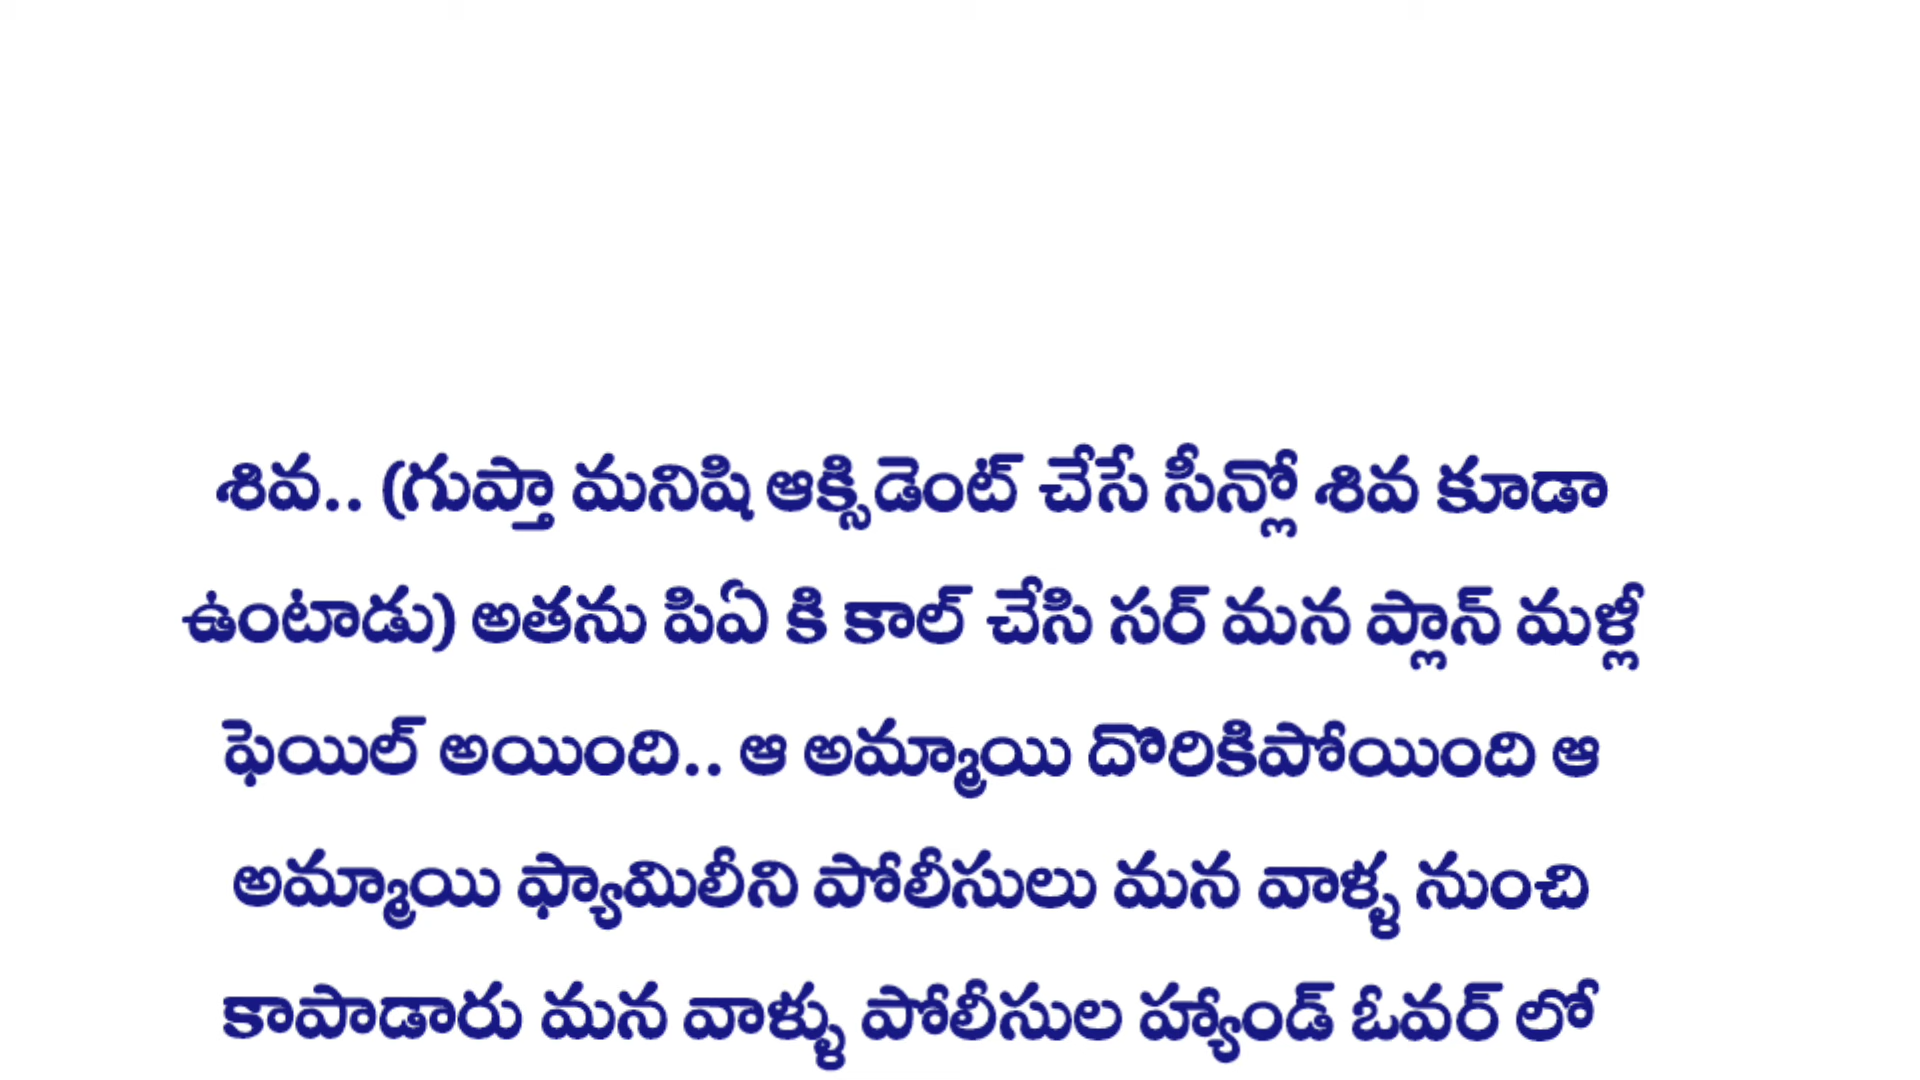 శివ.. (గుప్తా మనిషి ఆక్సిడెంట్ చేసే సీన్లో శివ కూడా
ఉంటాడు) అతను పిఏ కి కాల్ చేసి సర్ మన ప్లాన్ మళ్లీ
ఫెయిల్ అయింది.. ఆ అమ్మాయి దొరికిపోయింది ఆ
అమ్మాయి ఫ్యామిలీని పోలీసులు మన వాళ్ళ నుంచి
కాపాడారు మన వాళ్ళు పోలీసుల హ్యాండ్ ఓవర్ లో